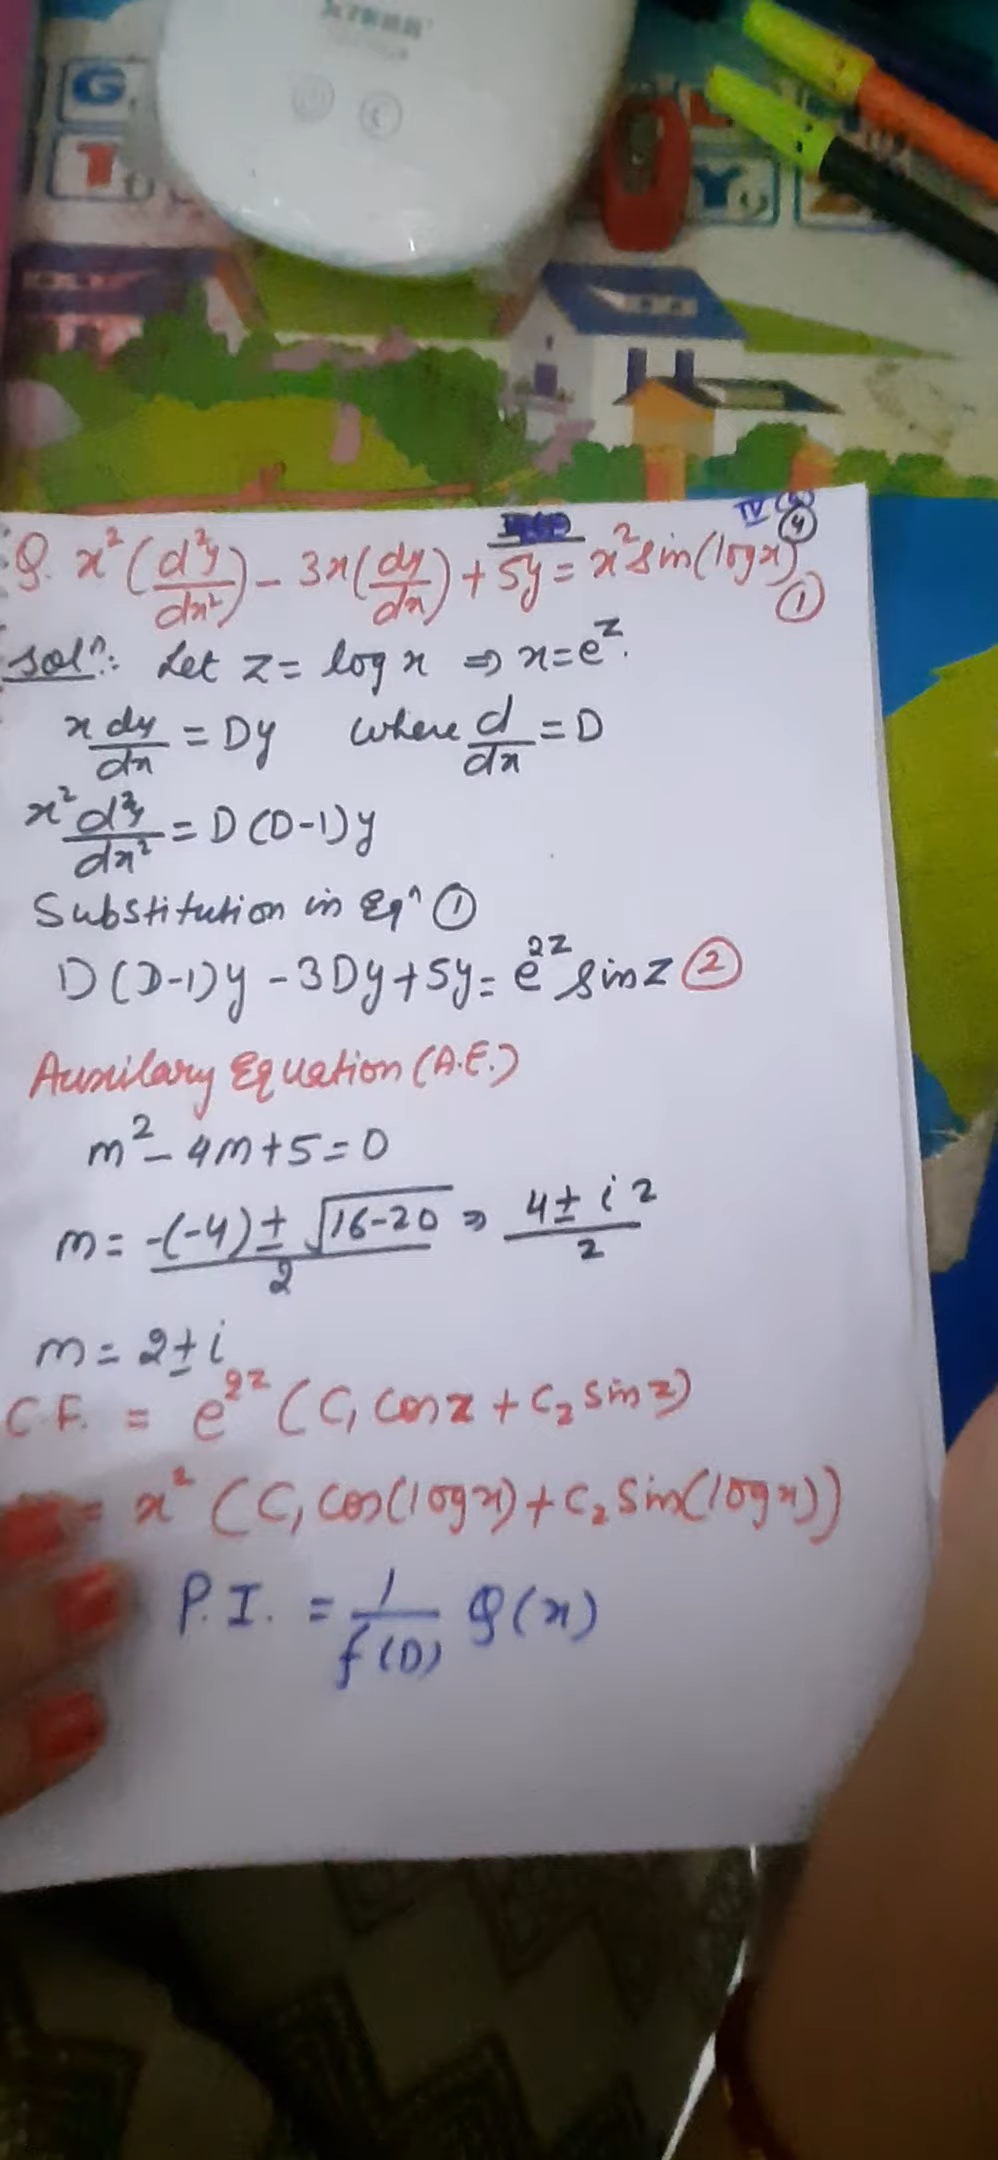 G
T
Y
IV (4)
Q. x² (d²y/dx²) - 3x (dy/dx) + 5y = x² sin(log x) ①
Solⁿ: Let z = log x ⇒ x = e^z.
x dy/dx = Dy where d/dx = D
x² d²y/dx² = D(D-1)y
Substitution in Eqⁿ ①
D(D-1)y - 3Dy + 5y = e^2z sin z ②
Auxilary Equation (A.E.)
m² - 4m + 5 = 0
m = -(-4) ± √16-20 / 2 ⇒ 4 ± i2 / 2
m = 2 ± i
C.F. = e^2z (C₁ cos z + C₂ sin z)
= x² (C₁ cos(log x) + C₂ sin(log x))
P.I. = 1/f(D) Q(x)